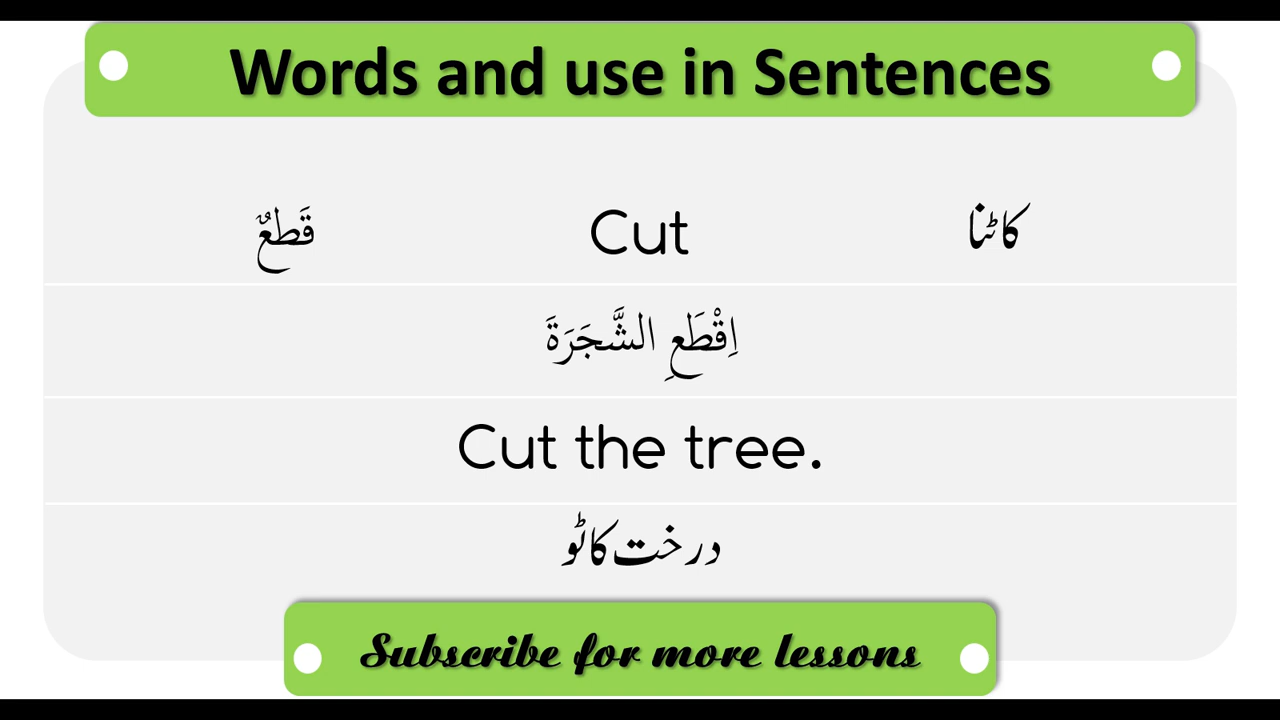 Words and use in Sentences
قَطعٌ Cut کاٹنا
اِقْطَعِ الشَّجَرَةَ
Cut the tree.
درخت کاٹو
Subscribe for more lessons